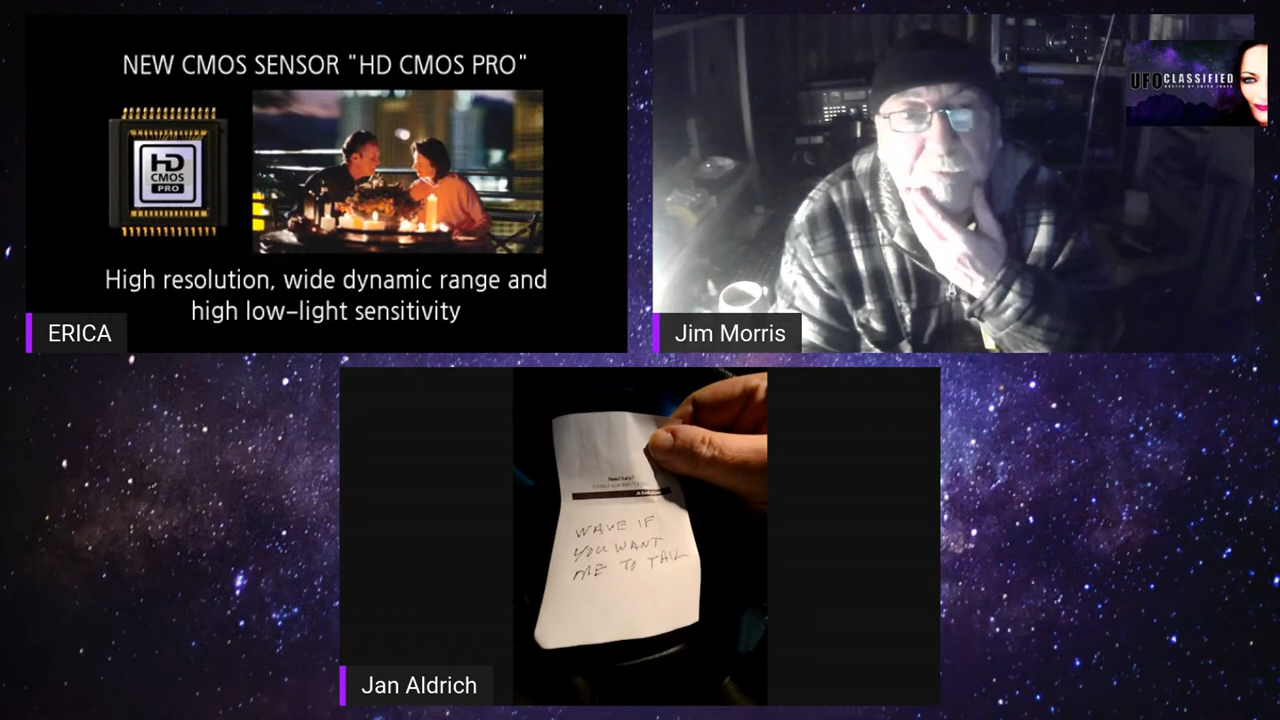 NEW CMOS SENSOR "HD CMOS PRO"
HD
CMOS
PRO
High resolution, wide dynamic range and
high low-light sensitivity
ERICA
UFO CLASSIFIED
Jim Morris
Need help?
WAVE IF
YOU WANT
ME TO TAIL
Jan Aldrich